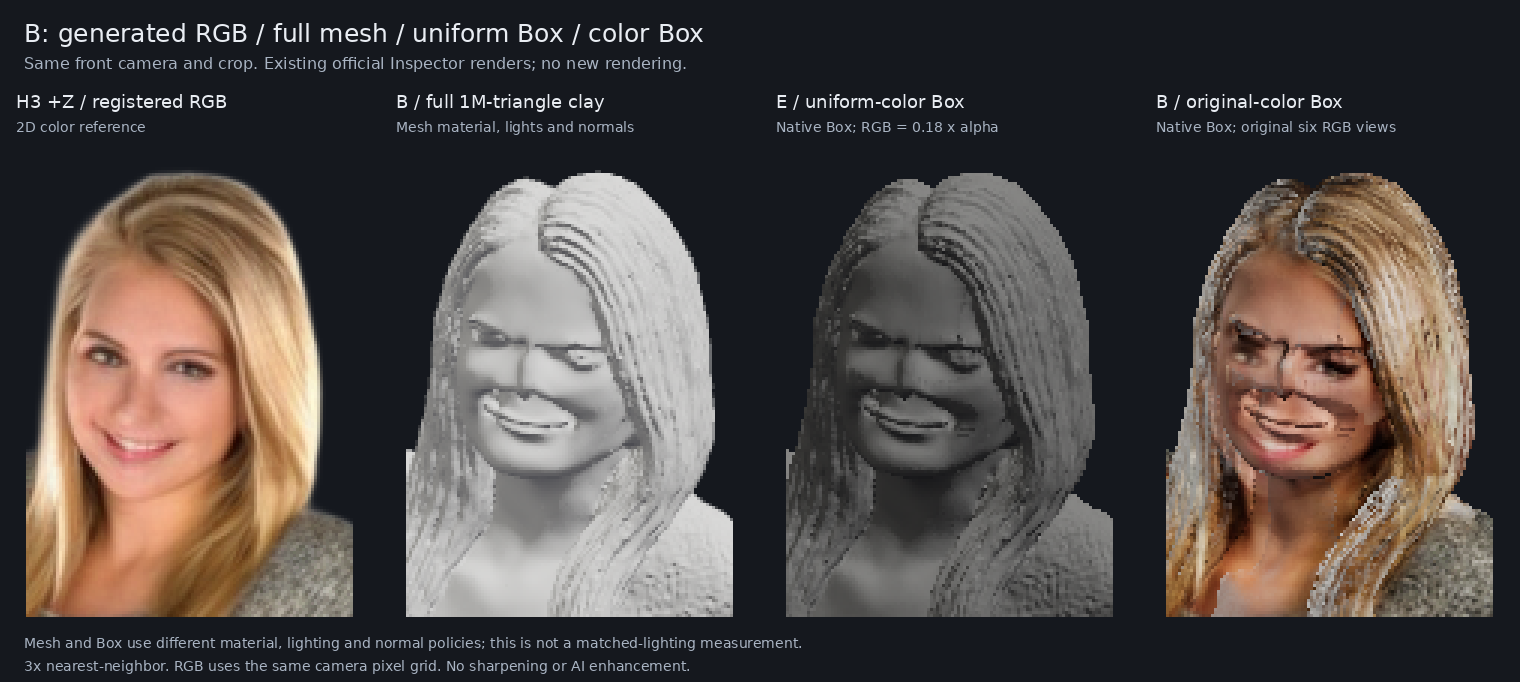 B: generated RGB / full mesh / uniform Box / color Box
Same front camera and crop. Existing official Inspector renders; no new rendering.
H3 +Z / registered RGB
2D color reference
B / full 1M-triangle clay
Mesh material, lights and normals
E / uniform-color Box
Native Box; RGB = 0.18 x alpha
B / original-color Box
Native Box; original six RGB views
Mesh and Box use different material, lighting and normal policies; this is not a matched-lighting measurement.
3x nearest-neighbor. RGB uses the same camera pixel grid. No sharpening or AI enhancement.